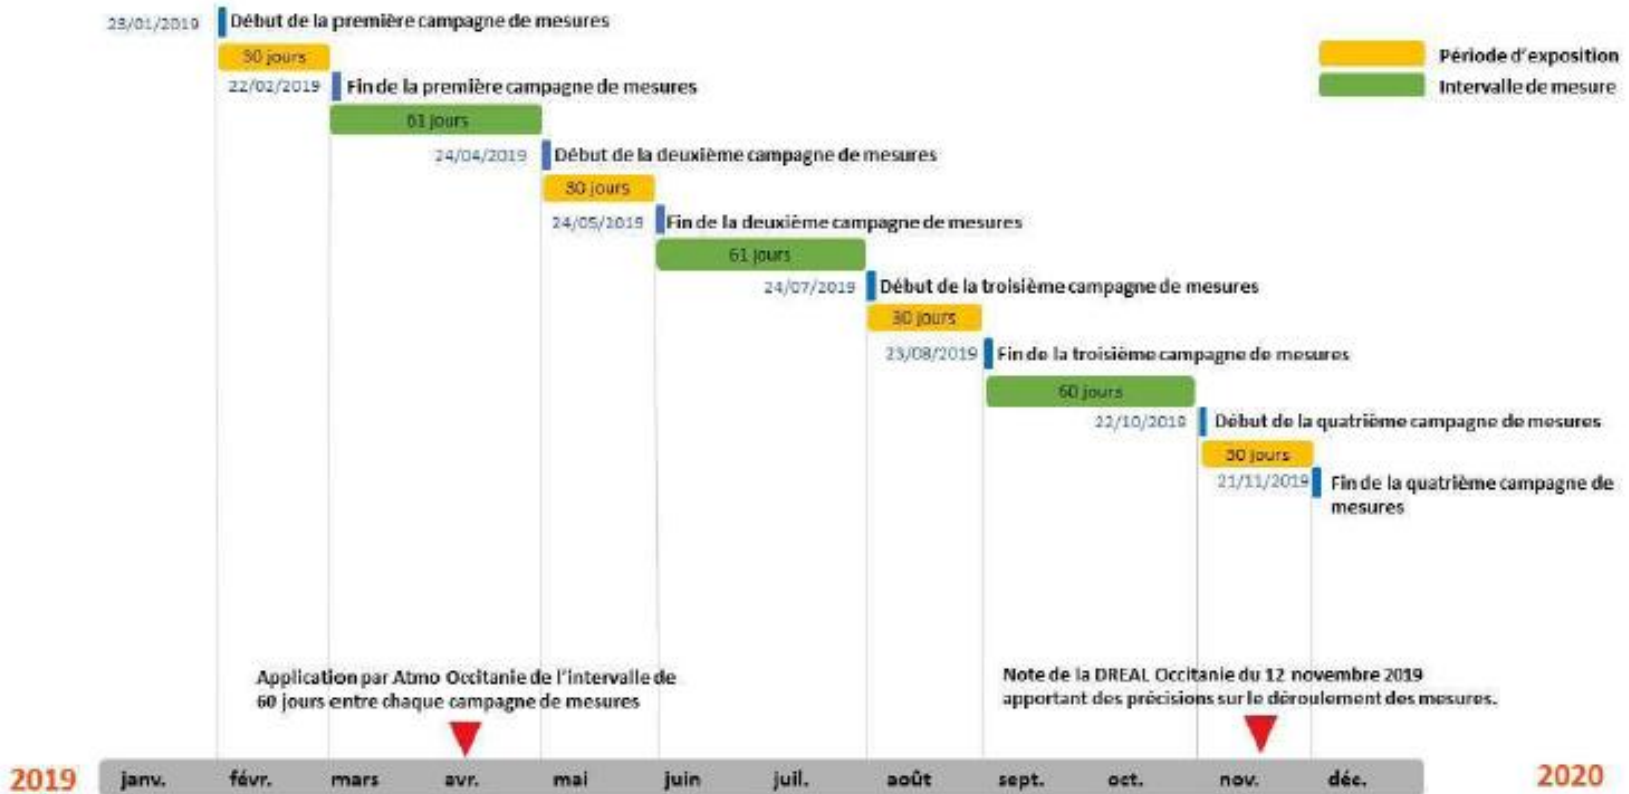 23/01/2019 Début de la première campagne de mesures
30 jours
Période d'exposition
22/02/2019 Fin de la première campagne de mesures
Intervalle de mesure
61 jours
24/04/2019 Début de la deuxième campagne de mesures
30 jours
24/05/2019 Fin de la deuxième campagne de mesures
61 jours
24/07/2019 Début de la troisième campagne de mesures
30 jours
23/08/2019 Fin de la troisième campagne de mesures
60 jours
22/10/2019 Début de la quatrième campagne de mesures
30 jours
21/11/2019 Fin de la quatrième campagne de
mesures
Application par Atmo Occitanie de l'intervalle de
60 jours entre chaque campagne de mesures
Note de la DREAL Occitanie du 12 novembre 2019
apportant des précisions sur le déroulement des mesures.
2019 janv. févr. mars avr. mai juin juil. août sept. oct. nov. déc. 2020